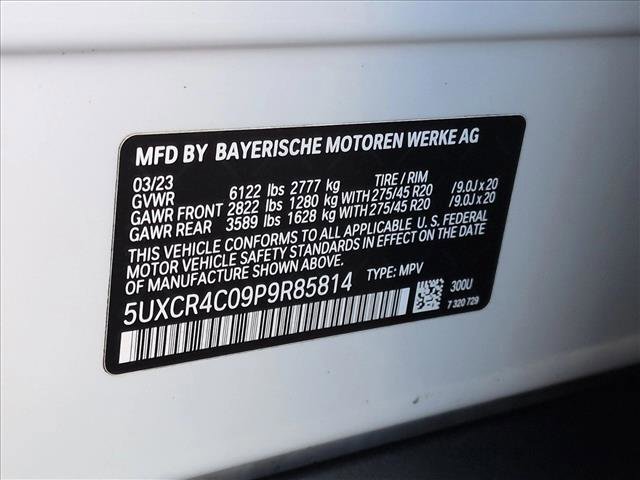 MFD BY BAYERISCHE MOTOREN WERKE AG
03/23 TIRE / RIM
GVWR 6122 lbs 2777 kg
GAWR FRONT 2822 lbs 1280 kg WITH 275/45 R20 /9.0J x 20
GAWR REAR 3589 lbs 1628 kg WITH 275/45 R20 /9.0J x 20
THIS VEHICLE CONFORMS TO ALL APPLICABLE U. S. FEDERAL
MOTOR VEHICLE SAFETY STANDARDS IN EFFECT ON THE DATE
OF MANUFACTURE SHOWN ABOVE.
5UXCR4C09P9R85814 TYPE: MPV 300U
7 320 729